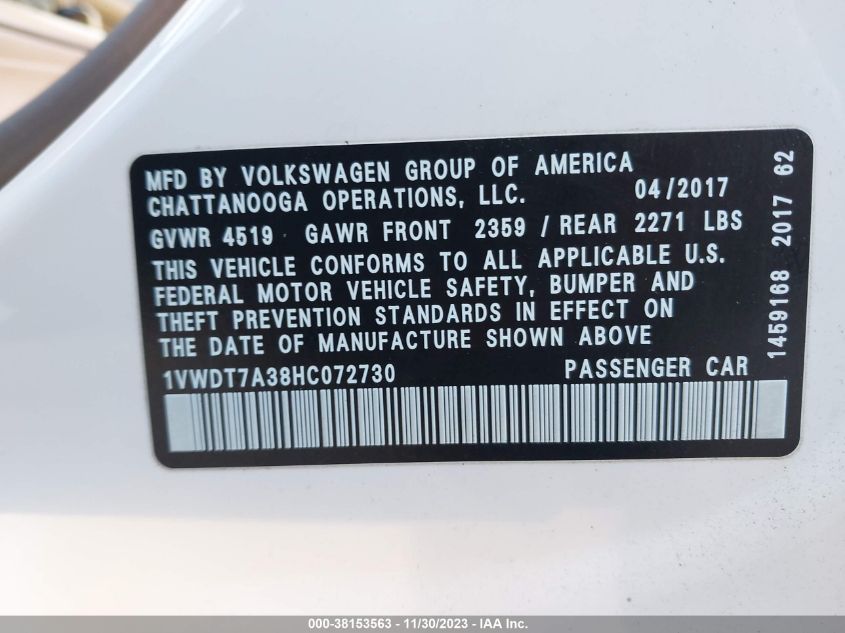 MFD BY VOLKSWAGEN GROUP OF AMERICA
CHATTANOOGA OPERATIONS, LLC. 04/2017
GVWR 4519 GAWR FRONT 2359 / REAR 2271 LBS
THIS VEHICLE CONFORMS TO ALL APPLICABLE U.S.
FEDERAL MOTOR VEHICLE SAFETY, BUMPER AND
THEFT PREVENTION STANDARDS IN EFFECT ON
THE DATE OF MANUFACTURE SHOWN ABOVE
1VWDT7A38HC072730 PASSENGER CAR
1459168 2017 62
000-38153563 - 11/30/2023 - IAA Inc.